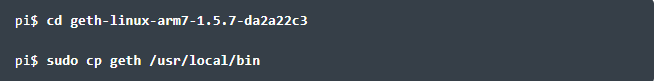 pi$ cd geth-linux-arm7-1.5.7-da2a22c3
pi$ sudo cp geth /usr/local/bin